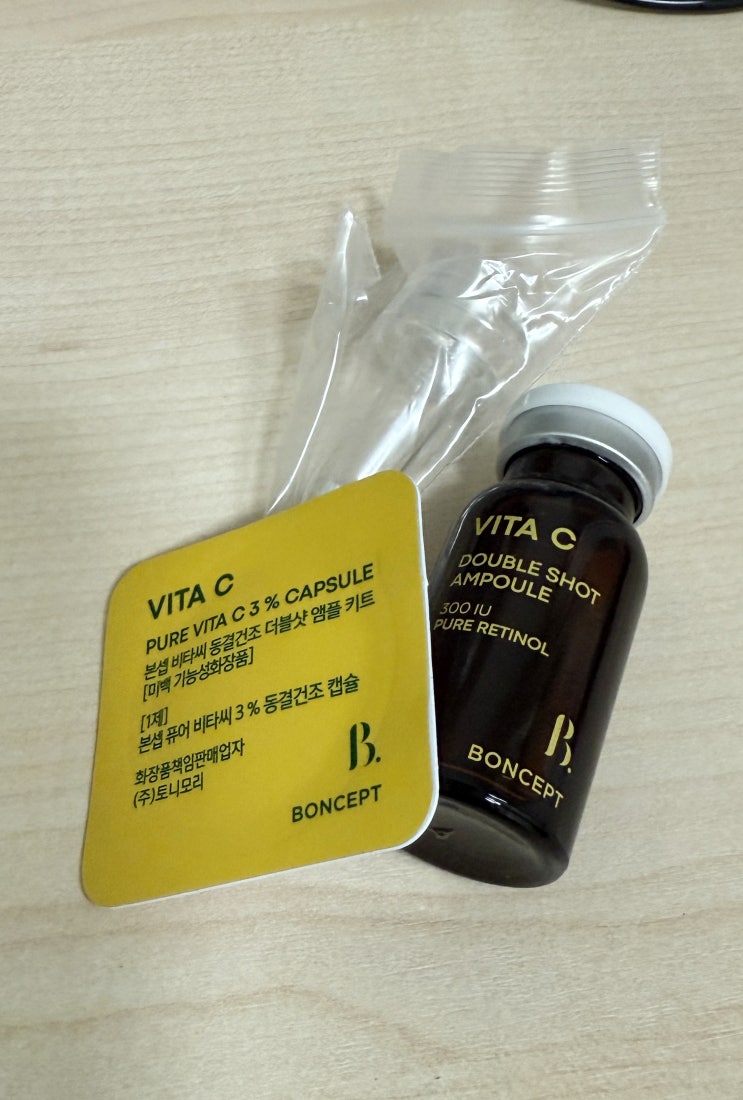 VITA C
PURE VITA C 3 % CAPSULE
본셉 비타씨 동결건조 더블샷 앰플 키트
[미백 기능성화장품]
[1제]
본셉 퓨어 비타씨 3 % 동결건조 캡슐
화장품책임판매업자
(주)토니모리
B.
BONCEPT
VITA C
DOUBLE SHOT
AMPOULE
300 IU
PURE RETINOL
B.
BONCEPT